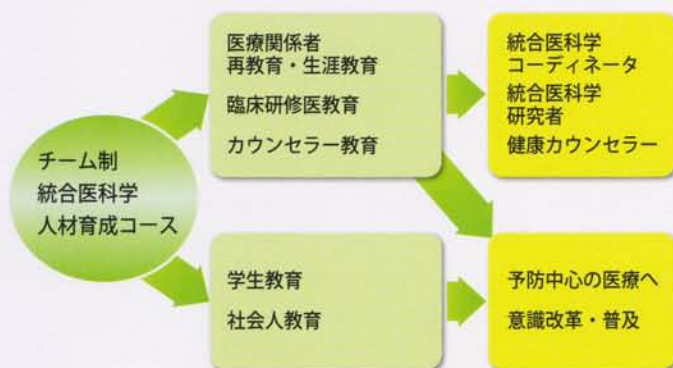 チーム制
統合医科学
人材育成コース
医療関係者
再教育・生涯教育
臨床研修医教育
カウンセラー教育
統合医科学
コーディネータ
統合医科学
研究者
健康カウンセラー
学生教育
社会人教育
予防中心の医療へ
意識改革・普及